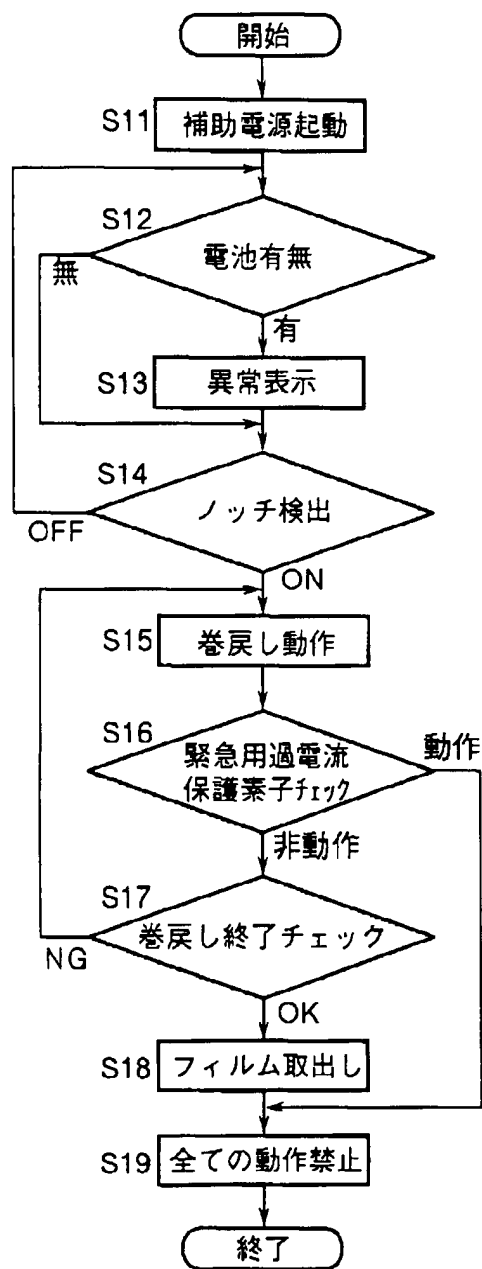 開始
S11 補助電源起動
S12
電池有無
無
有
S13 異常表示
S14
ノッチ検出
OFF
ON
S15 巻戻し動作
S16
緊急用過電流
保護素子チェック
動作
非動作
S17
巻戻し終了チェック
NG
OK
S18 フィルム取出し
S19 全ての動作禁止
終了